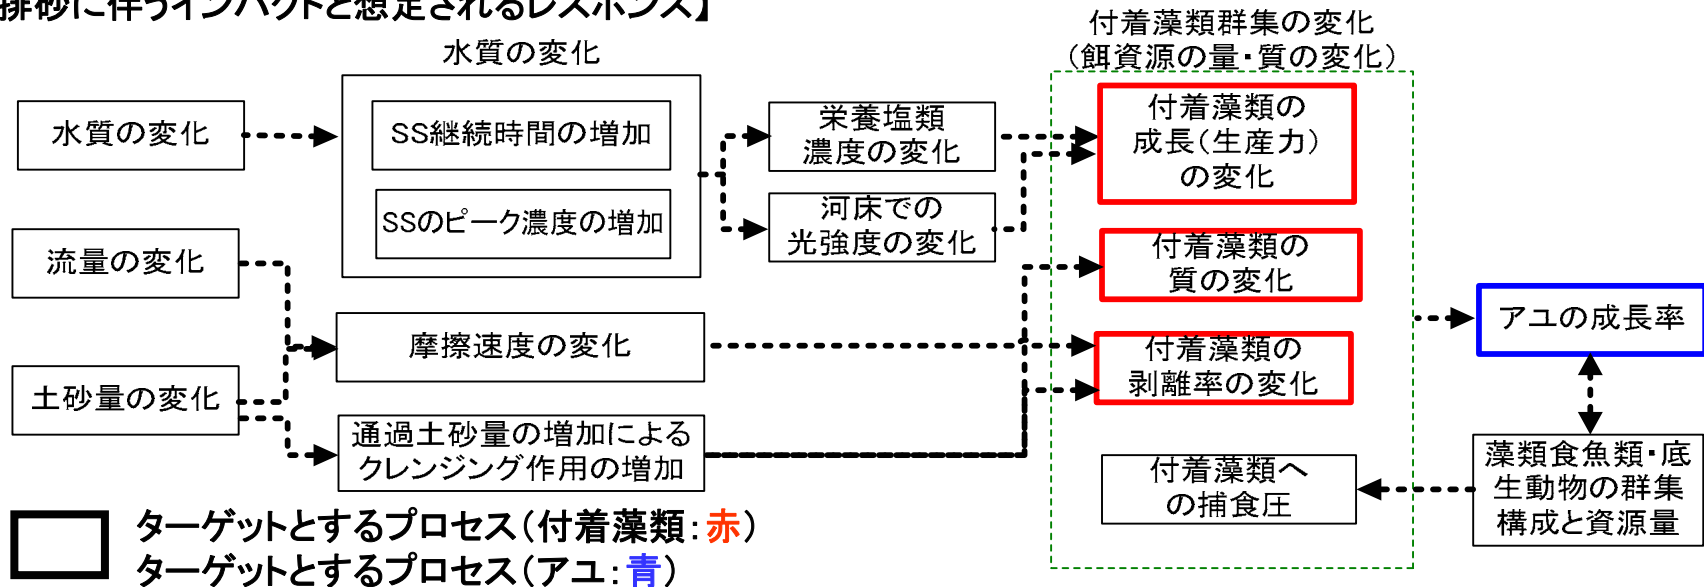 排砂に伴うインパクトと想定されるレスポンス】
水質の変化
付着藻類群集の変化
（餌資源の量・質の変化）
水質の変化
SS継続時間の増加
SSのピーク濃度の増加
栄養塩類
濃度の変化
河床での
光強度の変化
付着藻類の
成長（生産力）
の変化
流量の変化
付着藻類の
質の変化
摩擦速度の変化
付着藻類の
剥離率の変化
アユの成長率
土砂量の変化
通過土砂量の増加による
クレンジング作用の増加
付着藻類へ
の捕食圧
藻類食魚類・底
生動物の群集
構成と資源量
ターゲットとするプロセス（付着藻類：赤）
ターゲットとするプロセス（アユ：青）